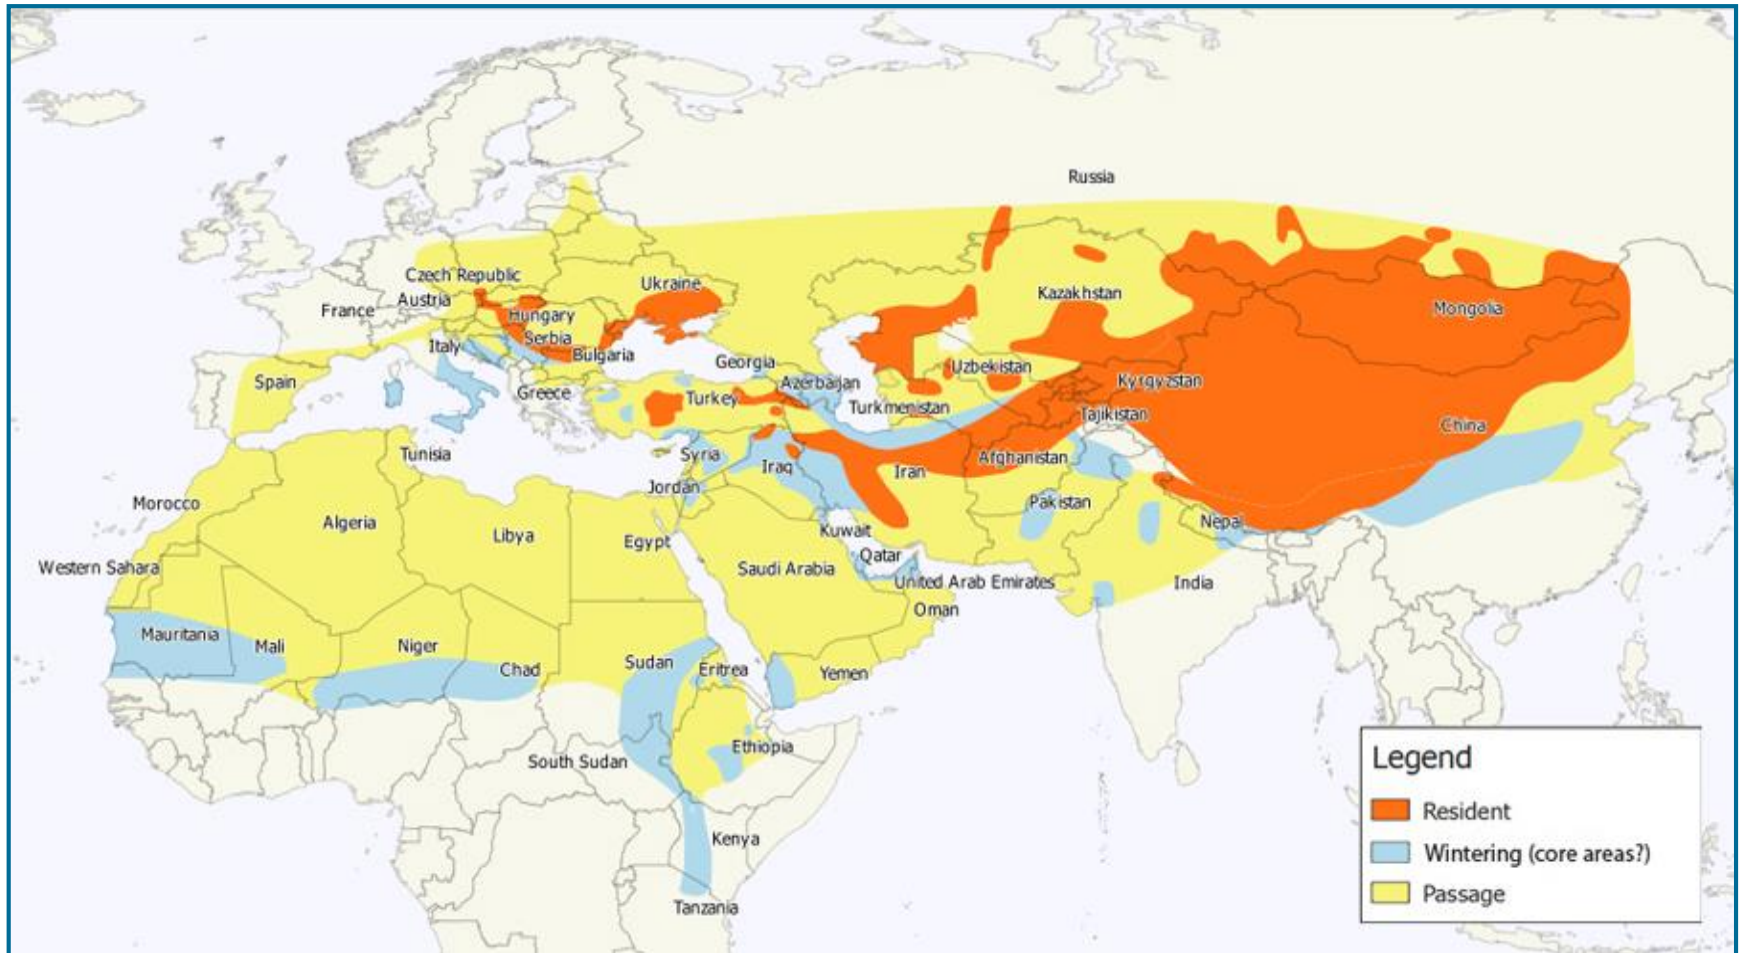 Russia
Czech Republic
Ukraine
Austria
France
Hungary
Kazakhstan
Mongolia
Serbia
Italy
Bulgaria
Georgia
Uzbekistan
Spain
Azerbaijan
Kyrgyzstan
Greece
Turkey
Turkmenistan
Tajikistan
China
Tunisia
Syria
Iraq
Iran
Afghanistan
Jordan
Morocco
Pakistan
Algeria
Libya
Egypt
Kuwait
Nepal
Western Sahara
Saudi Arabia
Qatar
United Arab Emirates
India
Oman
Mauritania
Mali
Niger
Chad
Sudan
Eritrea
Yemen
Ethiopia
South Sudan
Kenya
Tanzania
Legend
Resident
Wintering (core areas?)
Passage